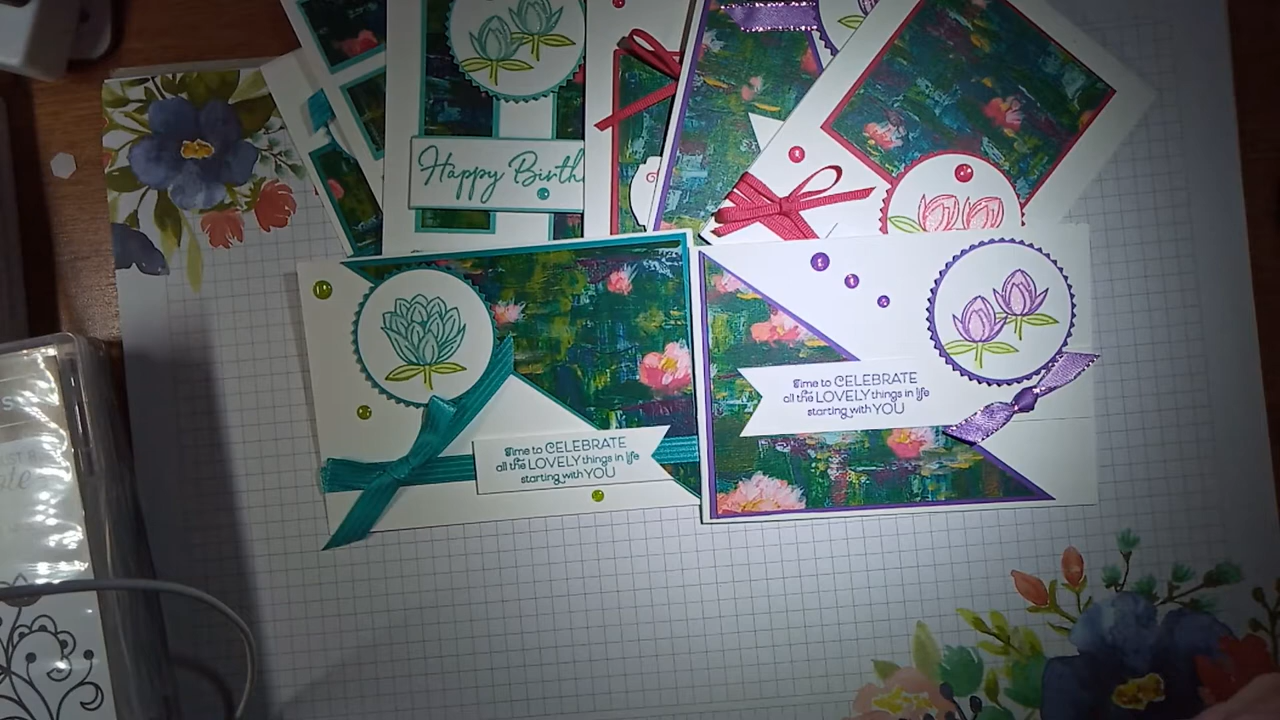 Happy Birth
Time to CELEBRATE
all the LOVELY things in life
starting with YOU
Time to CELEBRATE
all the LOVELY things in life
starting with YOU